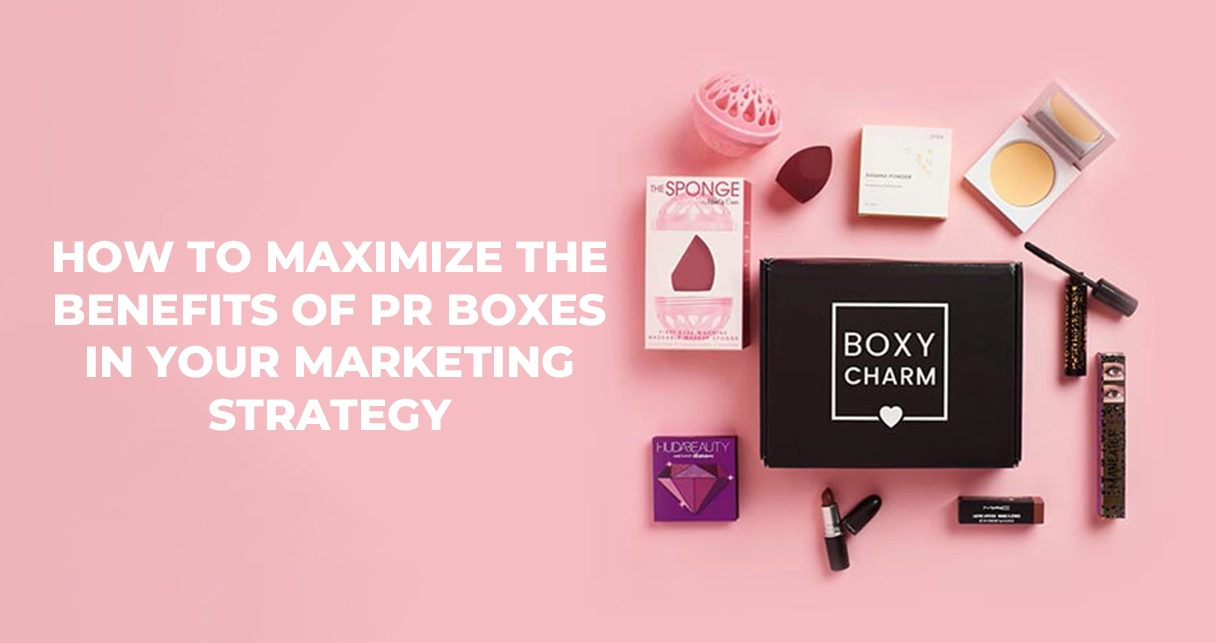 HOW TO MAXIMIZE THE
BENEFITS OF PR BOXES
IN YOUR MARKETING
STRATEGY
THE SPONGE
BANANA POWDER
BOXY
CHARM
HUDABEAUTY
MANEATER